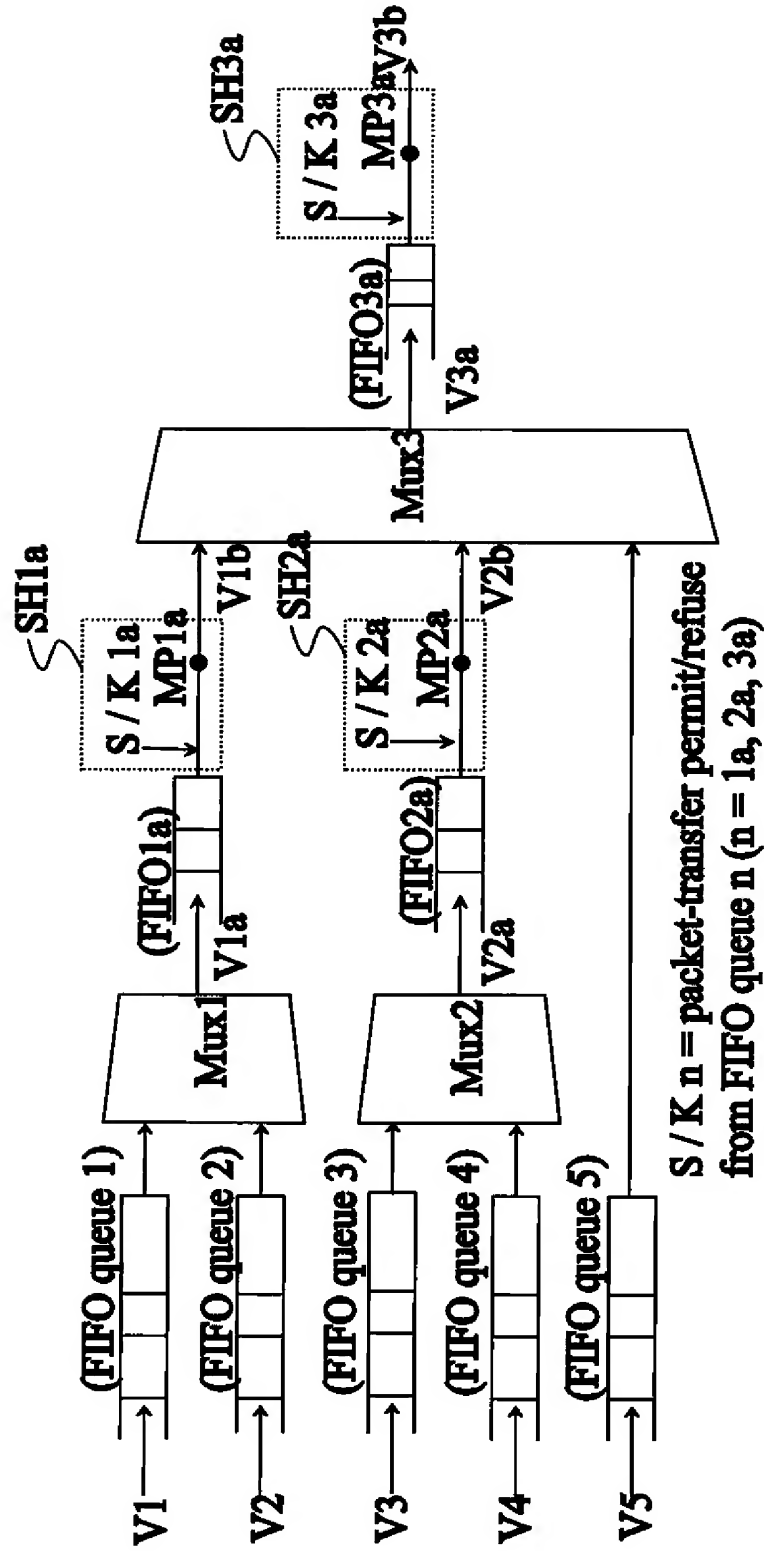 V1
(FIFO queue 1)
V2
(FIFO queue 2)
Mux1
V1a
(FIFO1a)
S / K 1a
MP1a
SH1a
V1b
V3
(FIFO queue 3)
V4
(FIFO queue 4)
Mux2
V2a
(FIFO2a)
S / K 2a
MP2a
SH2a
V2b
V5
(FIFO queue 5)
Mux3
V3a
(FIFO3a)
S / K 3a
MP3a
SH3a
V3b
S / K n = packet-transfer permit/refuse
from FIFO queue n (n = 1a, 2a, 3a)